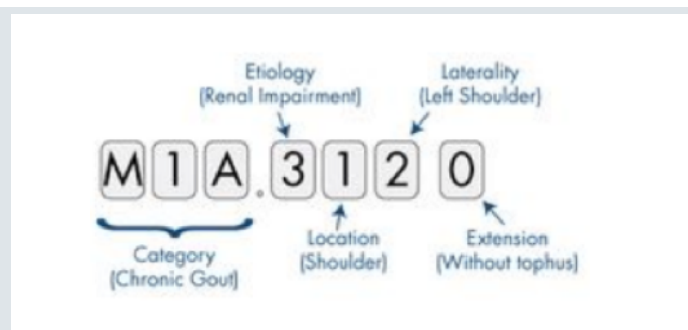 Etiology
(Renal Impairment)
Laterality
(Left Shoulder)
M1A.3120
Category
(Chronic Gout)
Location
(Shoulder)
Extension
(Without tophus)